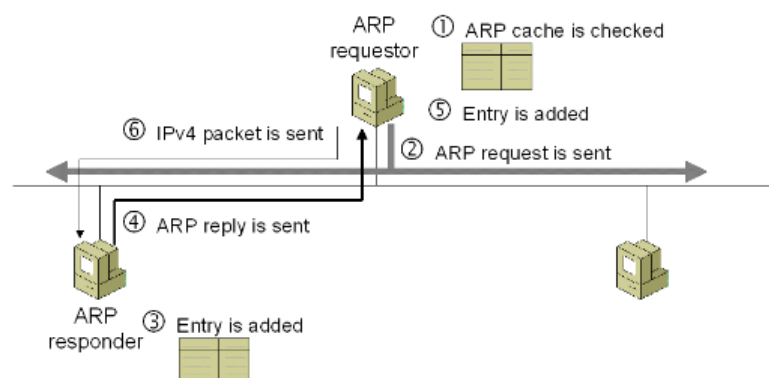 ARP
requestor
① ARP cache is checked
⑤ Entry is added
⑥ IPv4 packet is sent
② ARP request is sent
④ ARP reply is sent
ARP
responder
③ Entry is added